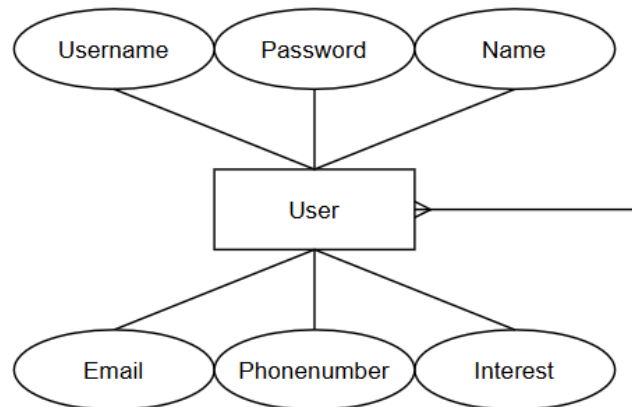 Username
Password
Name
User
Email
Phonenumber
Interest